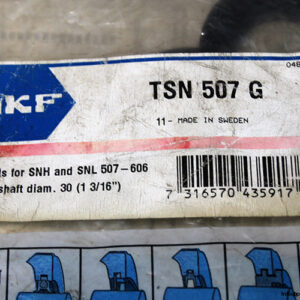 048
SKF
TSN 507 G
11- MADE IN SWEDEN
ls for SNH and SNL 507-606
shaft diam. 30 (1 3/16")
7 316570 435917